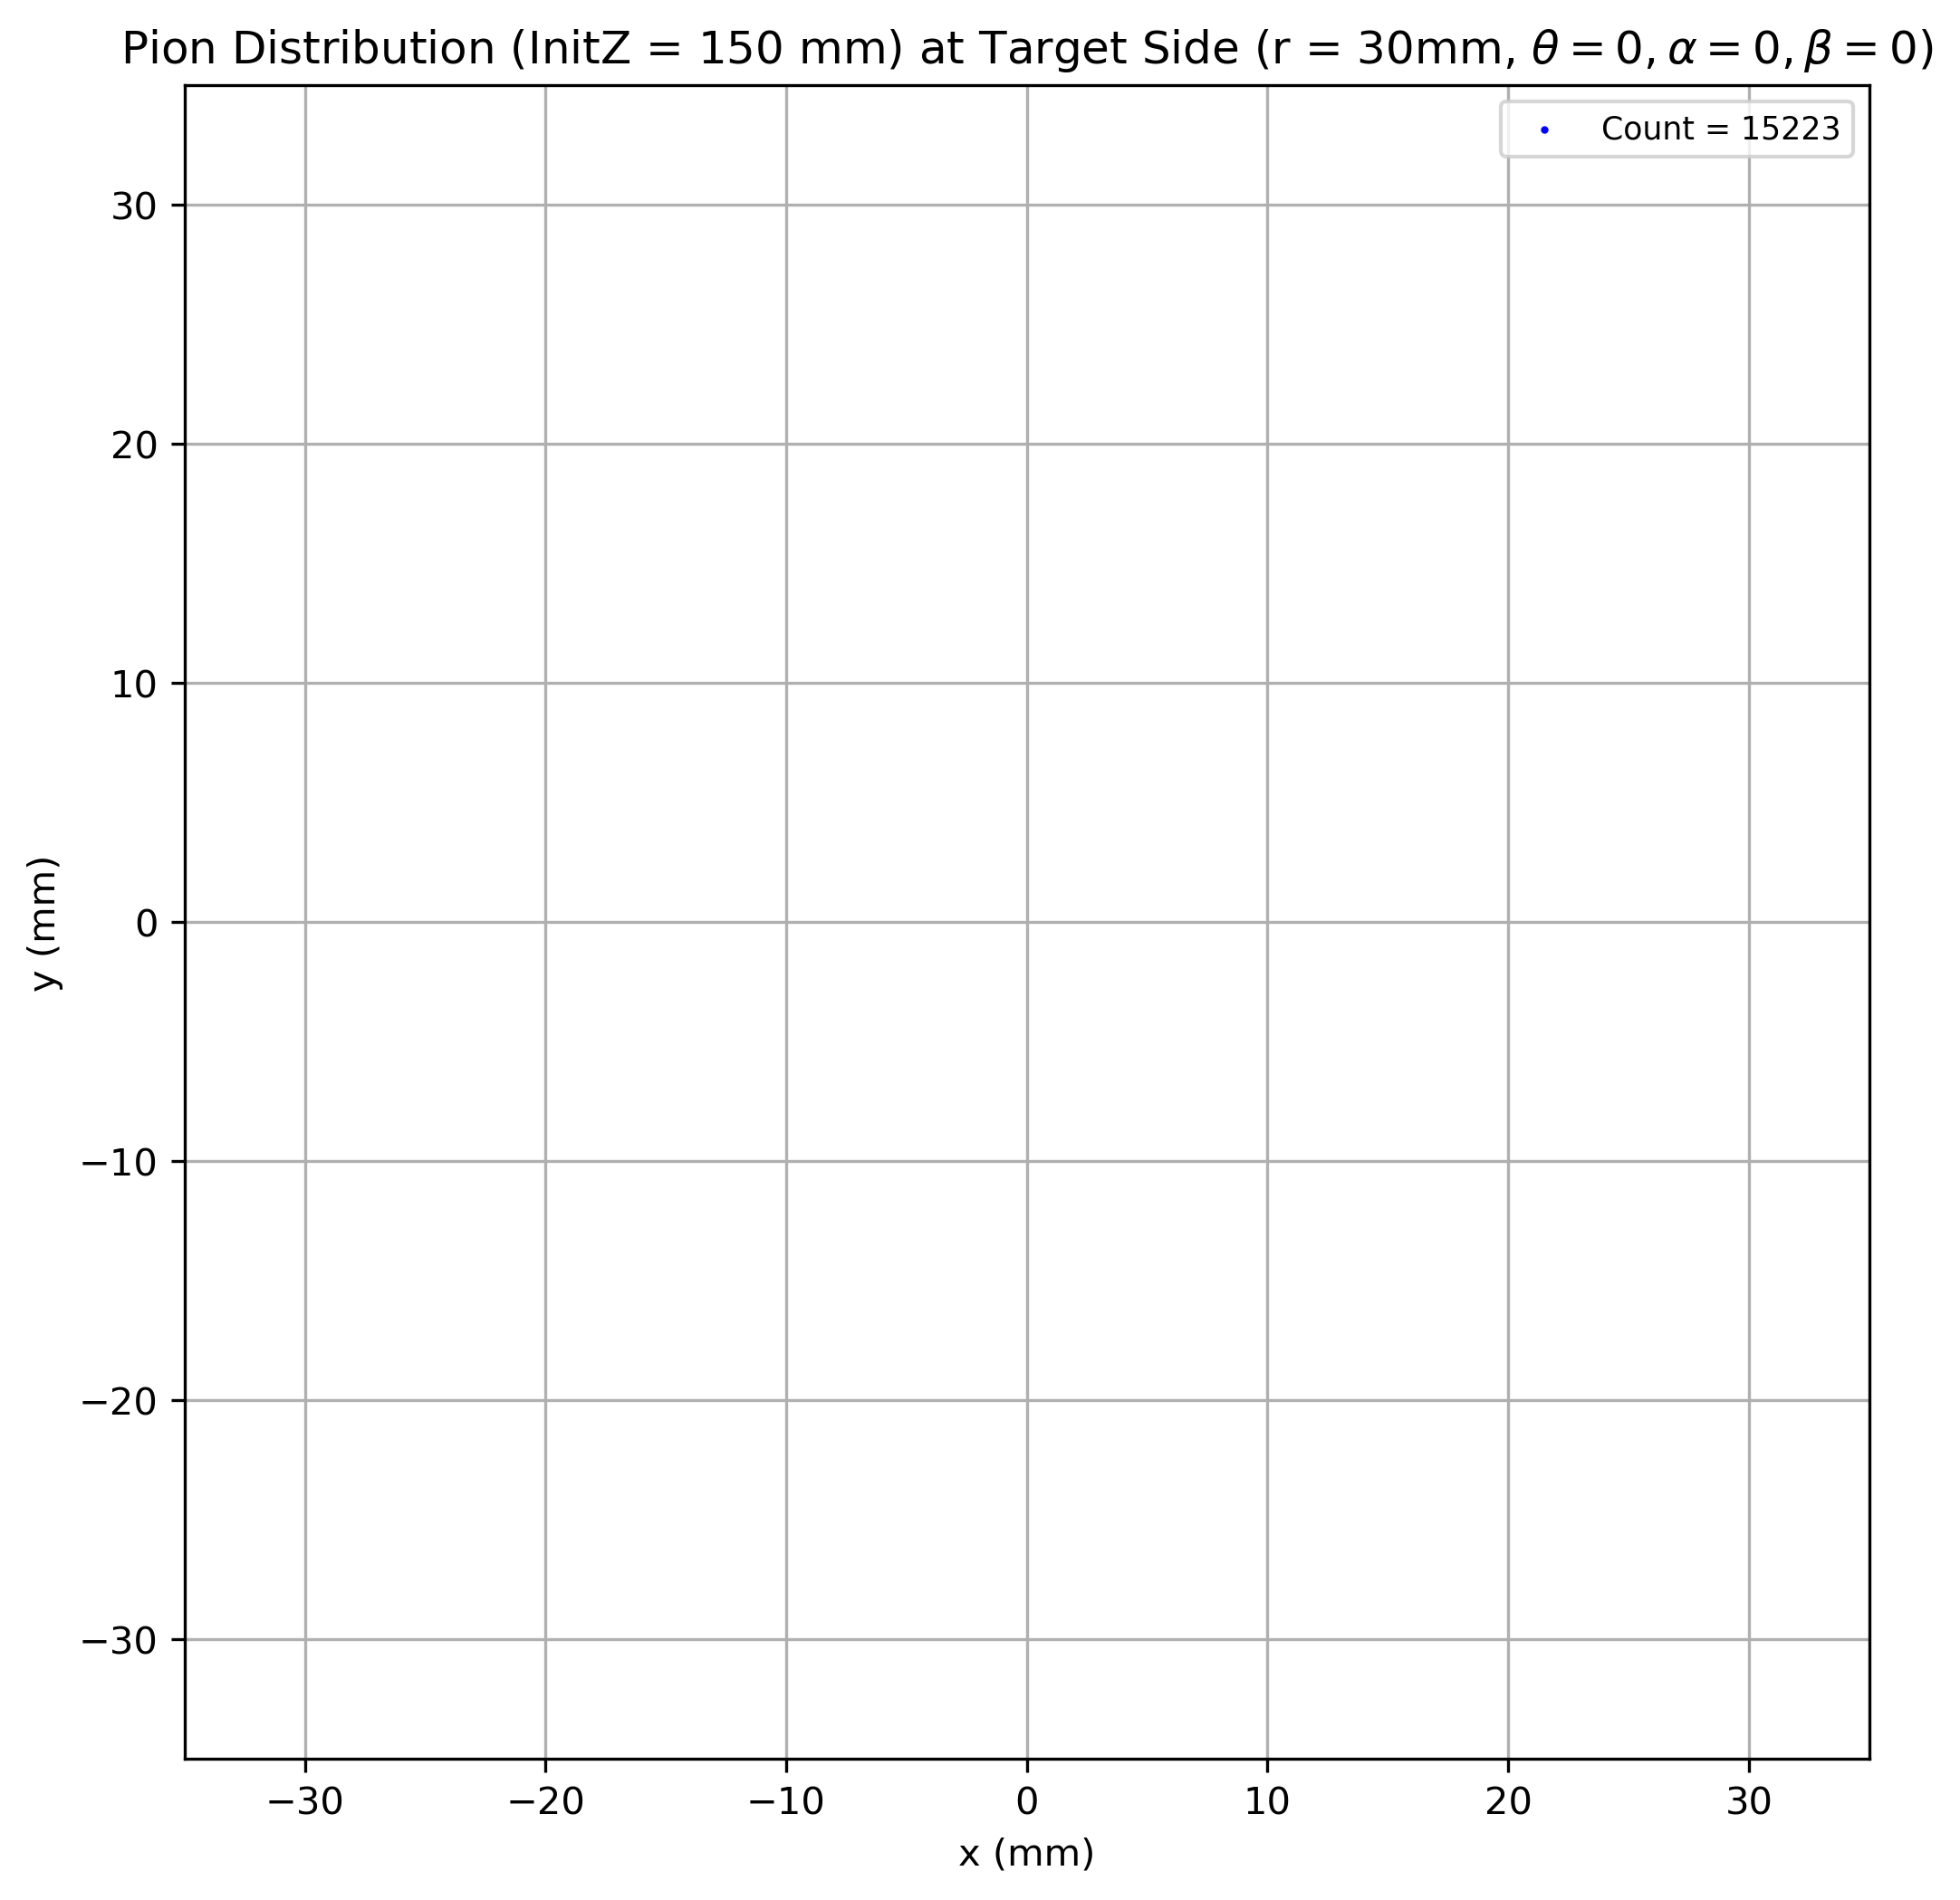 Pion Distribution (InitZ = 150 mm) at Target Side (r = 30mm, θ = 0, α = 0, β = 0)
Count = 15223
30
20
10
0
−10
−20
−30
y (mm)
−30 −20 −10 0 10 20 30
x (mm)